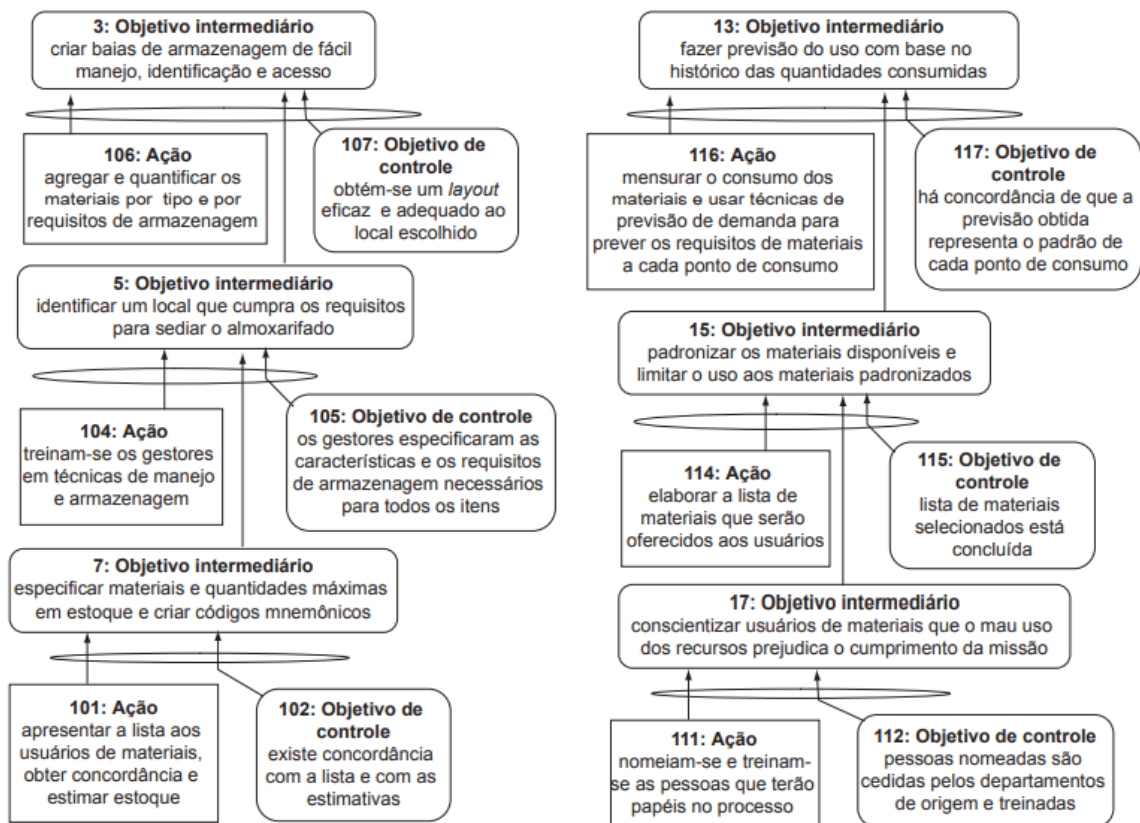 3: Objetivo intermediário
criar baias de armazenagem de fácil
manejo, identificação e acesso
106: Ação
agregar e quantificar os
materiais por tipo e por
requisitos de armazenagem
107: Objetivo de
controle
obtém-se um layout
eficaz e adequado ao
local escolhido
5: Objetivo intermediário
identificar um local que cumpra os requisitos
para sediar o almoxarifado
104: Ação
treinam-se os gestores
em técnicas de manejo
e armazenagem
105: Objetivo de controle
os gestores especificaram as
características e os requisitos
de armazenagem necessários
para todos os itens
7: Objetivo intermediário
especificar materiais e quantidades máximas
em estoque e criar códigos mnemônicos
101: Ação
apresentar a lista aos
usuários de materiais,
obter concordância e
estimar estoque
102: Objetivo de
controle
existe concordância
com a lista e com as
estimativas
13: Objetivo intermediário
fazer previsão do uso com base no
histórico das quantidades consumidas
116: Ação
mensurar o consumo dos
materiais e usar técnicas de
previsão de demanda para
prever os requisitos de materiais
a cada ponto de consumo
117: Objetivo de
controle
há concordância de que a
previsão obtida
representa o padrão de
cada ponto de consumo
15: Objetivo intermediário
padronizar os materiais disponíveis e
limitar o uso aos materiais padronizados
114: Ação
elaborar a lista de
materiais que serão
oferecidos aos usuários
115: Objetivo de
controle
lista de materiais
selecionados está
concluída
17: Objetivo intermediário
conscientizar usuários de materiais que o mau uso
dos recursos prejudica o cumprimento da missão
111: Ação
nomeiam-se e treinam-
se as pessoas que terão
papéis no processo
112: Objetivo de controle
pessoas nomeadas são
cedidas pelos departamentos
de origem e treinadas